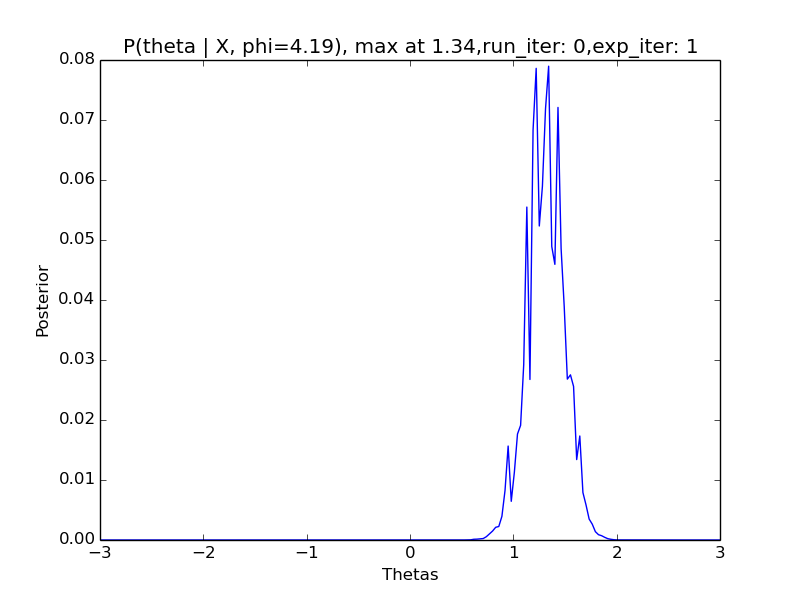 P(theta | X, phi=4.19), max at 1.34,run_iter: 0,exp_iter: 1
0.08
0.07
0.06
0.05
0.04
0.03
0.02
0.01
0.00
Posterior
−3 −2 −1 0 1 2 3
Thetas